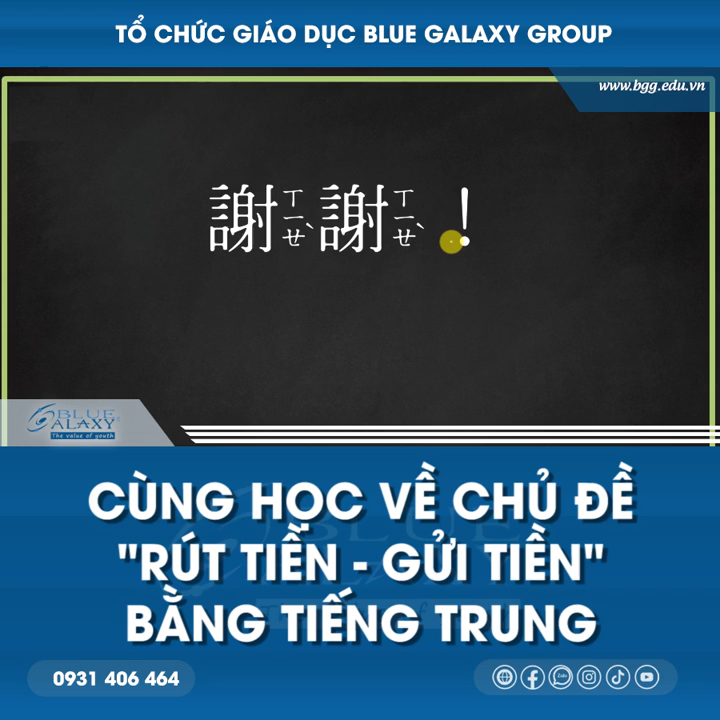 TỔ CHỨC GIÁO DỤC BLUE GALAXY GROUP
www.bgg.edu.vn
謝ㄒㄧㄝˋ謝ㄒㄧㄝˋ！
BLUE
GALAXY
The value of youth
CÙNG HỌC VỀ CHỦ ĐỀ
"RÚT TIỀN - GỬI TIỀN"
BẰNG TIẾNG TRUNG
0931 406 464